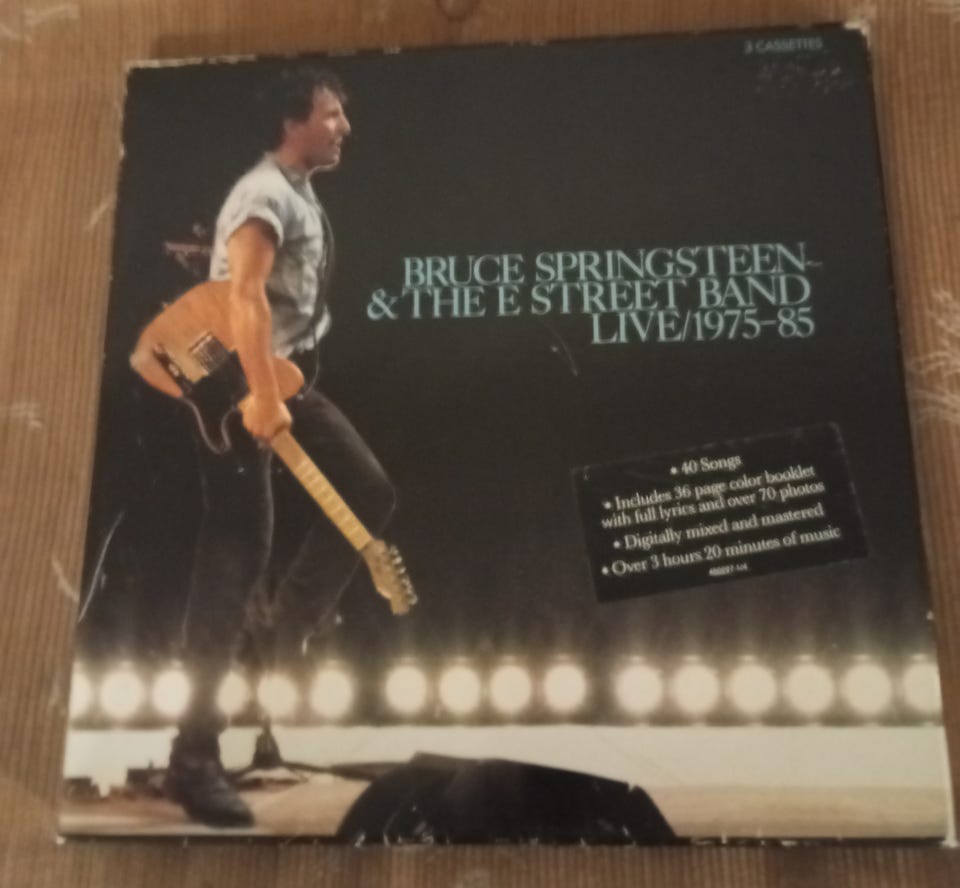 3 CASSETTES
BRUCE SPRINGSTEEN
& THE E STREET BAND
LIVE/1975-85
• 40 Songs
• Includes 36 page color booklet
with full lyrics and over 70 photos
• Digitally mixed and mastered
• Over 3 hours 20 minutes of music